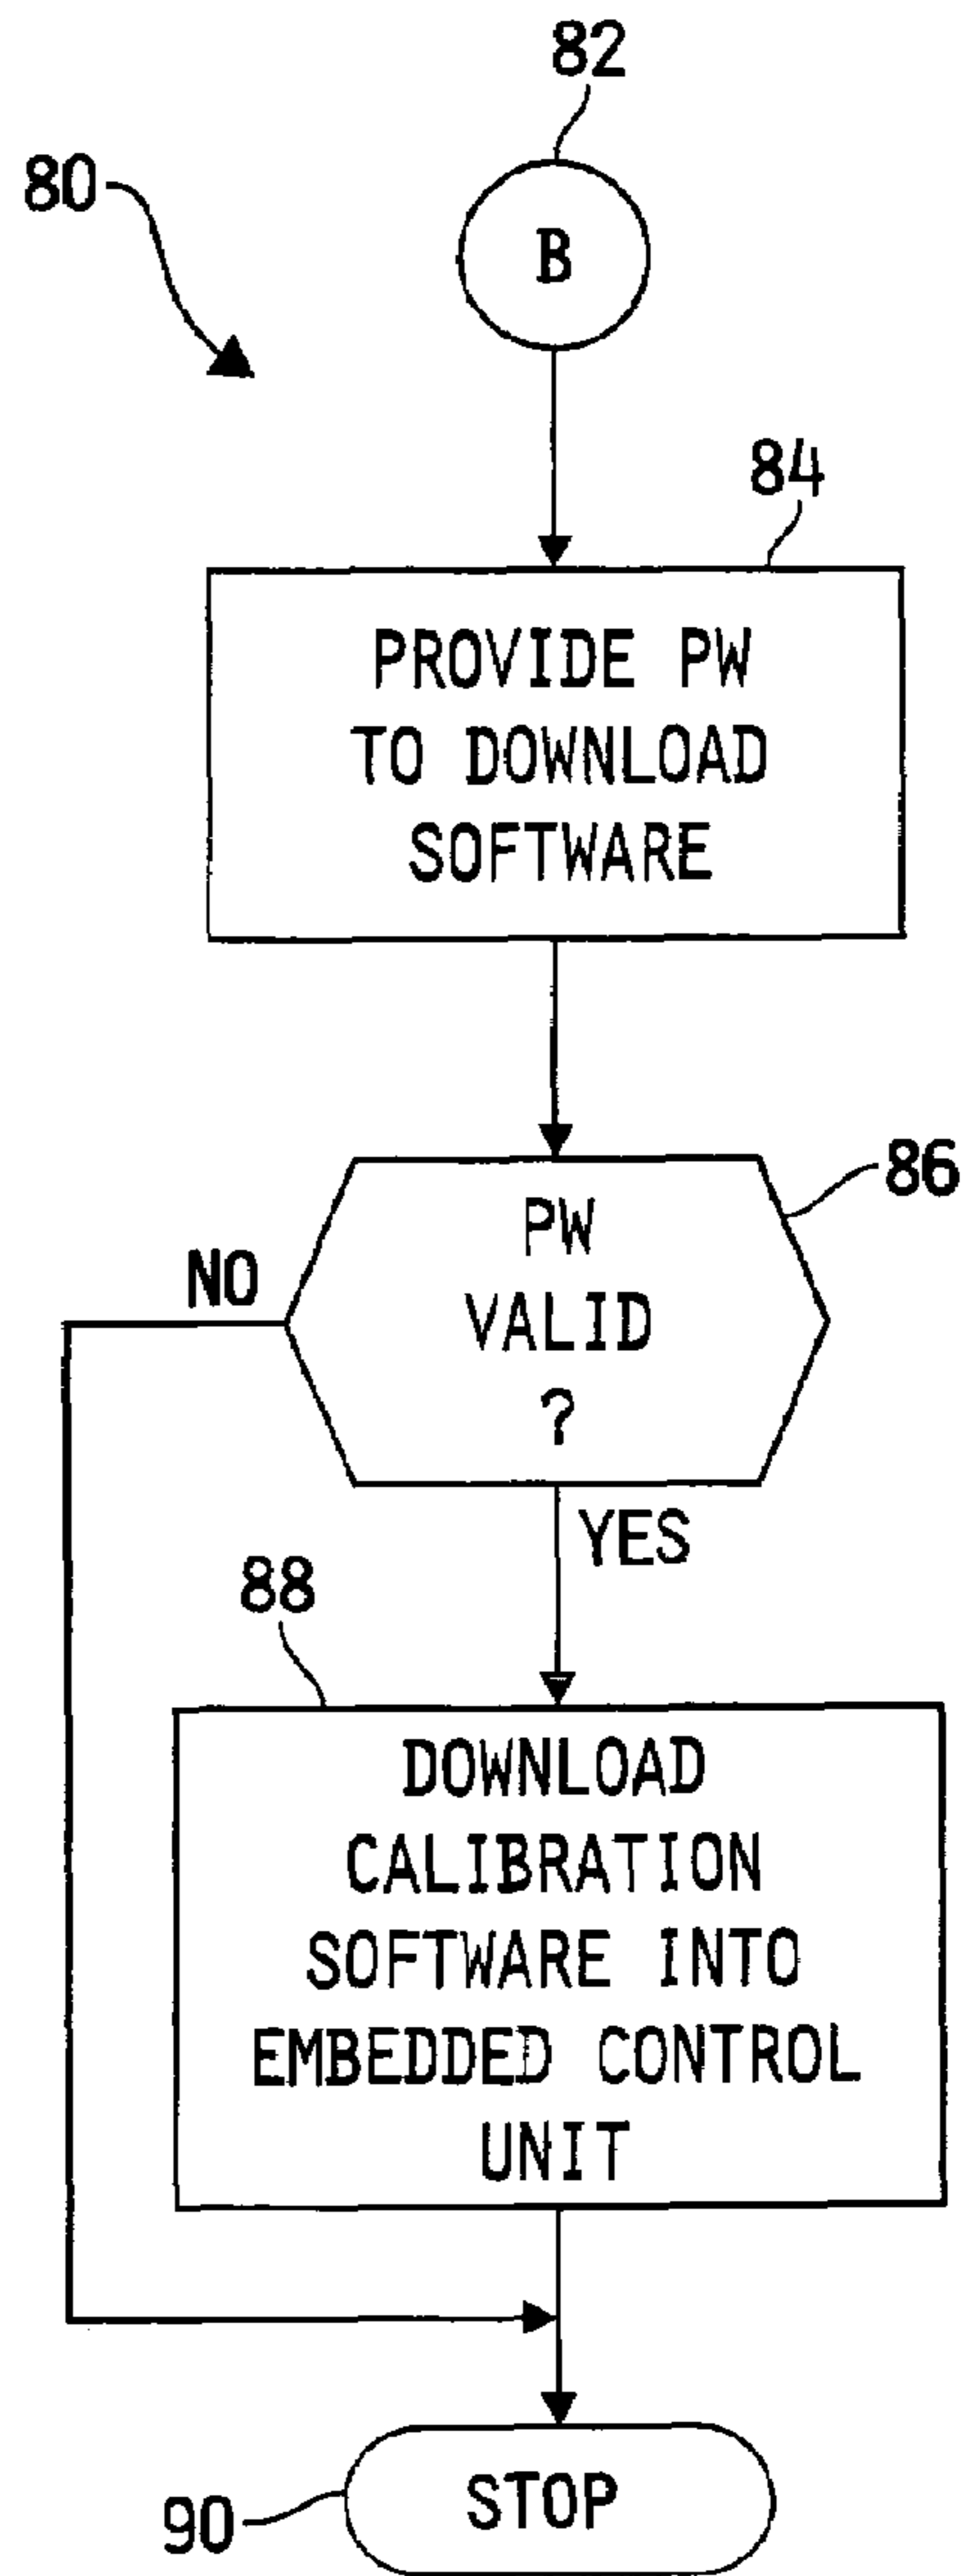 82
80
B
84
PROVIDE PW
TO DOWNLOAD
SOFTWARE
86
PW
VALID
?
NO
YES
88
DOWNLOAD
CALIBRATION
SOFTWARE INTO
EMBEDDED CONTROL
UNIT
STOP
90